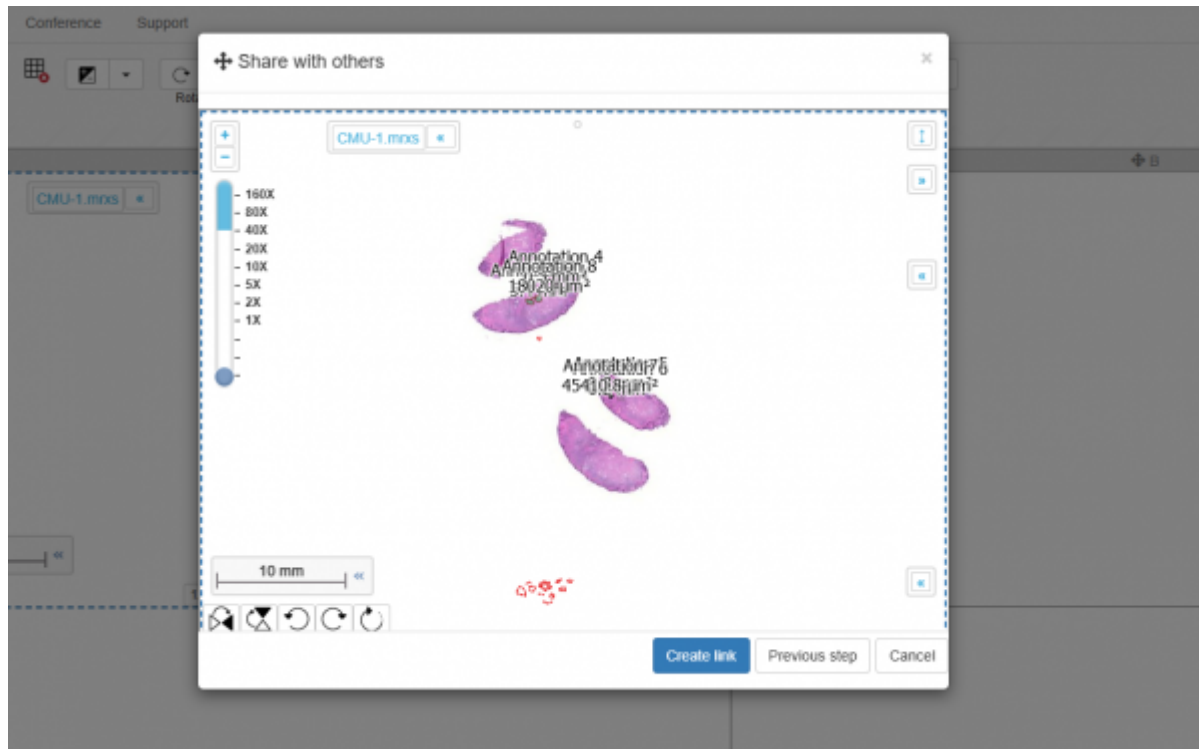 Conference Support
Share with others
×
+
CMU-1.mrxs «
−
B
»
CMU-1.mrxs «
160X
80X
40X
20X
Annotation 4
10X
Annotation 8
«
5X
18020 µm²
2X
1X
10 mm «
«
«
Create link Previous step Cancel